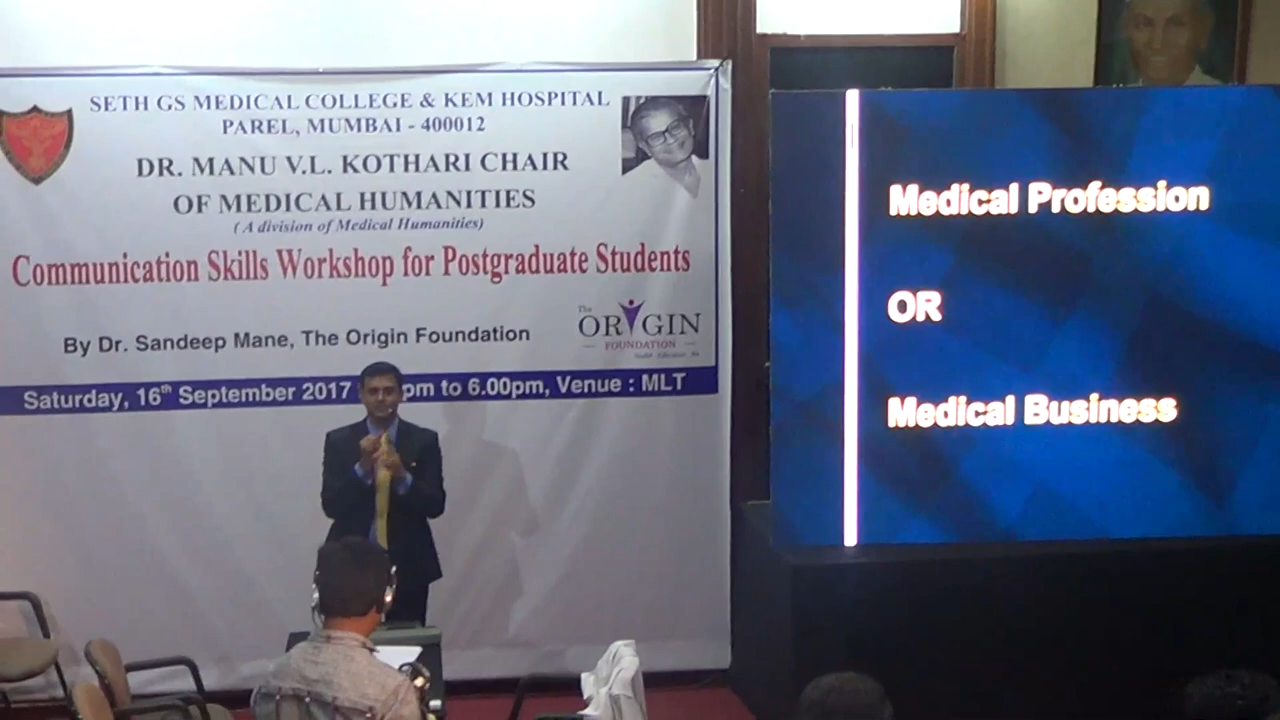 SETH GS MEDICAL COLLEGE & KEM HOSPITAL
PAREL, MUMBAI - 400012
DR. MANU V.L. KOTHARI CHAIR
OF MEDICAL HUMANITIES
( A division of Medical Humanities)
Communication Skills Workshop for Postgraduate Students
By Dr. Sandeep Mane, The Origin Foundation
The
ORIGIN
FOUNDATION
Saturday, 16th September 2017 pm to 6.00pm, Venue : MLT
Medical Profession
OR
Medical Business